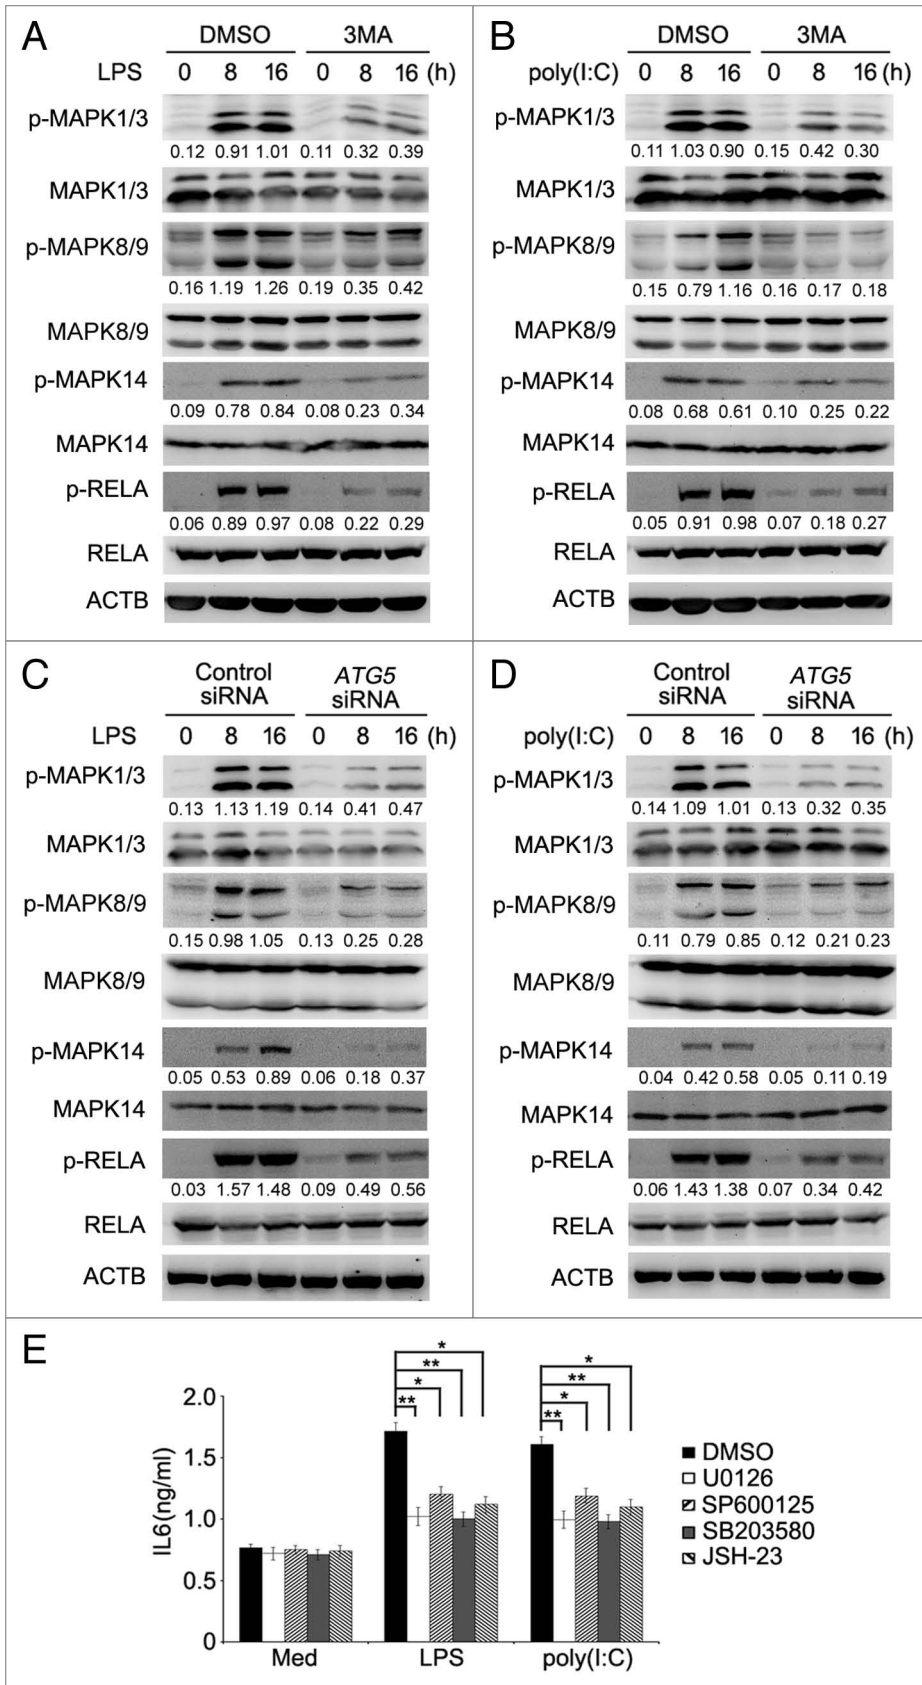 A
DMSO 3MA
LPS 0 8 16 0 8 16 (h)
p-MAPK1/3
0.12 0.91 1.01 0.11 0.32 0.39
MAPK1/3
p-MAPK8/9
0.16 1.19 1.26 0.19 0.35 0.42
MAPK8/9
p-MAPK14
0.09 0.78 0.84 0.08 0.23 0.34
MAPK14
p-RELA
0.06 0.89 0.97 0.08 0.22 0.29
RELA
ACTB
B
DMSO 3MA
poly(I:C) 0 8 16 0 8 16 (h)
p-MAPK1/3
0.11 1.03 0.90 0.15 0.42 0.30
MAPK1/3
p-MAPK8/9
0.15 0.79 1.16 0.16 0.17 0.18
MAPK8/9
p-MAPK14
0.08 0.68 0.61 0.10 0.25 0.22
MAPK14
p-RELA
0.05 0.91 0.98 0.07 0.18 0.27
RELA
ACTB
C
Control ATG5
siRNA siRNA
LPS 0 8 16 0 8 16 (h)
p-MAPK1/3
0.13 1.13 1.19 0.14 0.41 0.47
MAPK1/3
p-MAPK8/9
0.15 0.98 1.05 0.13 0.25 0.28
MAPK8/9
p-MAPK14
0.05 0.53 0.89 0.06 0.18 0.37
MAPK14
p-RELA
0.03 1.57 1.48 0.09 0.49 0.56
RELA
ACTB
D
Control ATG5
siRNA siRNA
poly(I:C) 0 8 16 0 8 16 (h)
p-MAPK1/3
0.14 1.09 1.01 0.13 0.32 0.35
MAPK1/3
p-MAPK8/9
0.11 0.79 0.85 0.12 0.21 0.23
MAPK8/9
p-MAPK14
0.04 0.42 0.58 0.05 0.11 0.19
MAPK14
p-RELA
0.06 1.43 1.38 0.07 0.34 0.42
RELA
ACTB
E
IL6(ng/ml)
2.0
1.5
1.0
0.5
0
*
**
*
**
*
**
*
**
Med LPS poly(I:C)
DMSO
U0126
SP600125
SB203580
JSH-23